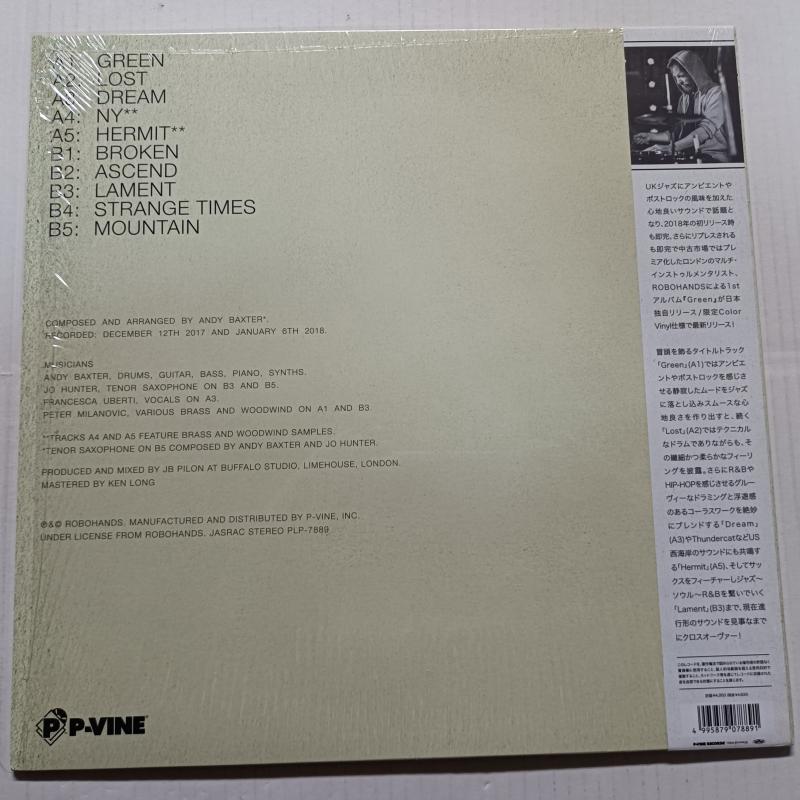 A1: GREEN
A2: LOST
A3: DREAM
A4: NY**
A5: HERMIT**
B1: BROKEN
B2: ASCEND
B3: LAMENT
B4: STRANGE TIMES
B5: MOUNTAIN
COMPOSED AND ARRANGED BY ANDY BAXTER*.
RECORDED: DECEMBER 12TH 2017 AND JANUARY 6TH 2018.
MUSICIANS
ANDY BAXTER, DRUMS, GUITAR, BASS, PIANO, SYNTHS.
JO HUNTER, TENOR SAXOPHONE ON B3 AND B5.
FRANCESCA UBERTI, VOCALS ON A3.
PETER MILANOVIC, VARIOUS BRASS AND WOODWIND ON A1 AND B3.
**TRACKS A4 AND A5 FEATURE BRASS AND WOODWIND SAMPLES.
*TENOR SAXOPHONE ON B5 COMPOSED BY ANDY BAXTER AND JO HUNTER.
PRODUCED AND MIXED BY JB PILON AT BUFFALO STUDIO, LIMEHOUSE, LONDON.
MASTERED BY KEN LONG
℗&© ROBOHANDS. MANUFACTURED AND DISTRIBUTED BY P-VINE, INC.
UNDER LICENSE FROM ROBOHANDS. JASRAC STEREO PLP-7889
P P-VINE
UKジャズにアンビエントや
ポストロックの風味を加えた
心地良いサウンドで話題と
なり、2018年の初リリース時
も即完、さらにリプレスされる
も即完で中古市場ではプレ
ミア化したロンドンのマルチ・
インストゥルメンタリスト、
ROBOHANDSによる1st
アルバム『Green』が日本
独自リリース/限定Color
Vinyl仕様で最新リリース!
冒頭を飾るタイトルトラック
「Green」(A1)ではアンビエ
ントやポストロックを感じさ
せる静寂したムードをジャズ
に落とし込みスムースな心
地良さを作り出すと、続く
「Lost」(A2)ではテクニカル
なドラムでありながらも、そ
の繊細かつ柔らかなフィーリ
ングを披露。さらにR&Bや
HIP-HOPを感じさせるグルー
ヴィーなドラミングと浮遊感
のあるコーラスワークを絶妙
にブレンドする「Dream」
(A3)やThundercatなどUS
西海岸のサウンドにも共鳴す
る「Hermit」(A5)、そしてサッ
クスをフィーチャーしジャズ〜
ソウル〜R&Bを繋いでいく
「Lament」(B3)まで、現在進
行形のサウンドを見事なまで
にクロスオーヴァー!
4 995879 078891
P-VINE RECORDS